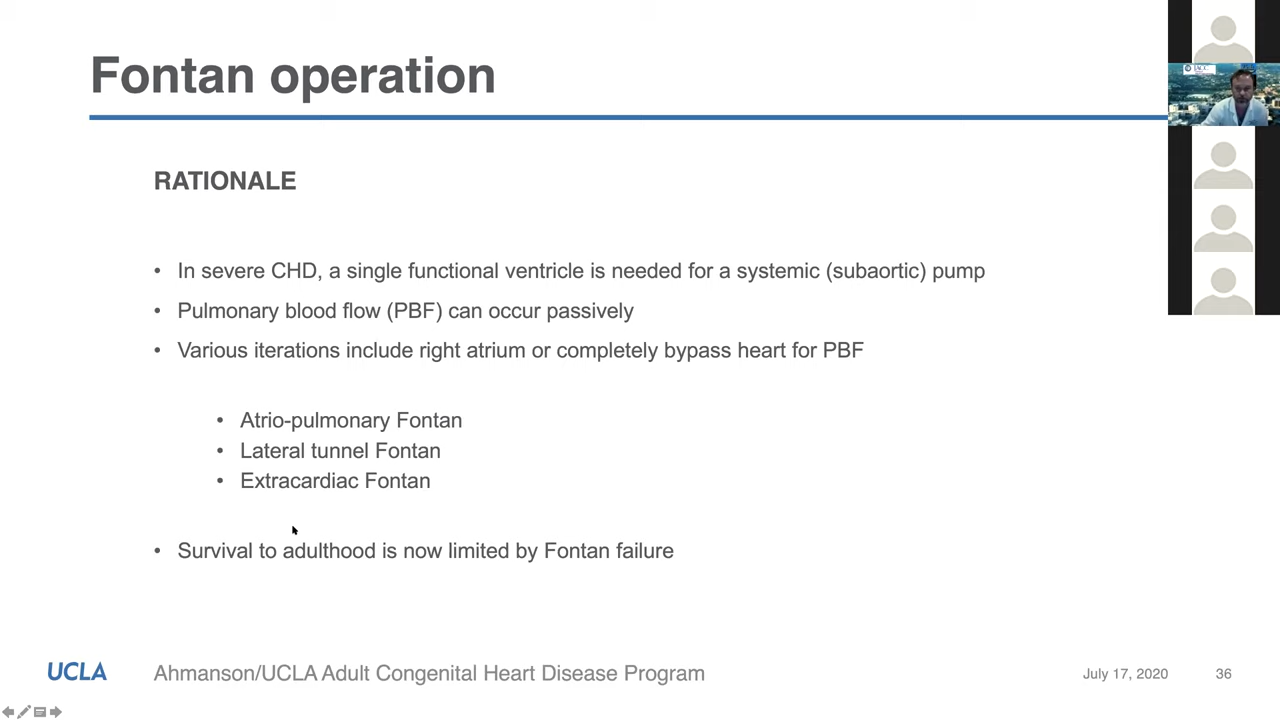 Fontan operation
RATIONALE
• In severe CHD, a single functional ventricle is needed for a systemic (subaortic) pump
• Pulmonary blood flow (PBF) can occur passively
• Various iterations include right atrium or completely bypass heart for PBF
• Atrio-pulmonary Fontan
• Lateral tunnel Fontan
• Extracardiac Fontan
• Survival to adulthood is now limited by Fontan failure
UCLA Ahmanson/UCLA Adult Congenital Heart Disease Program July 17, 2020 36